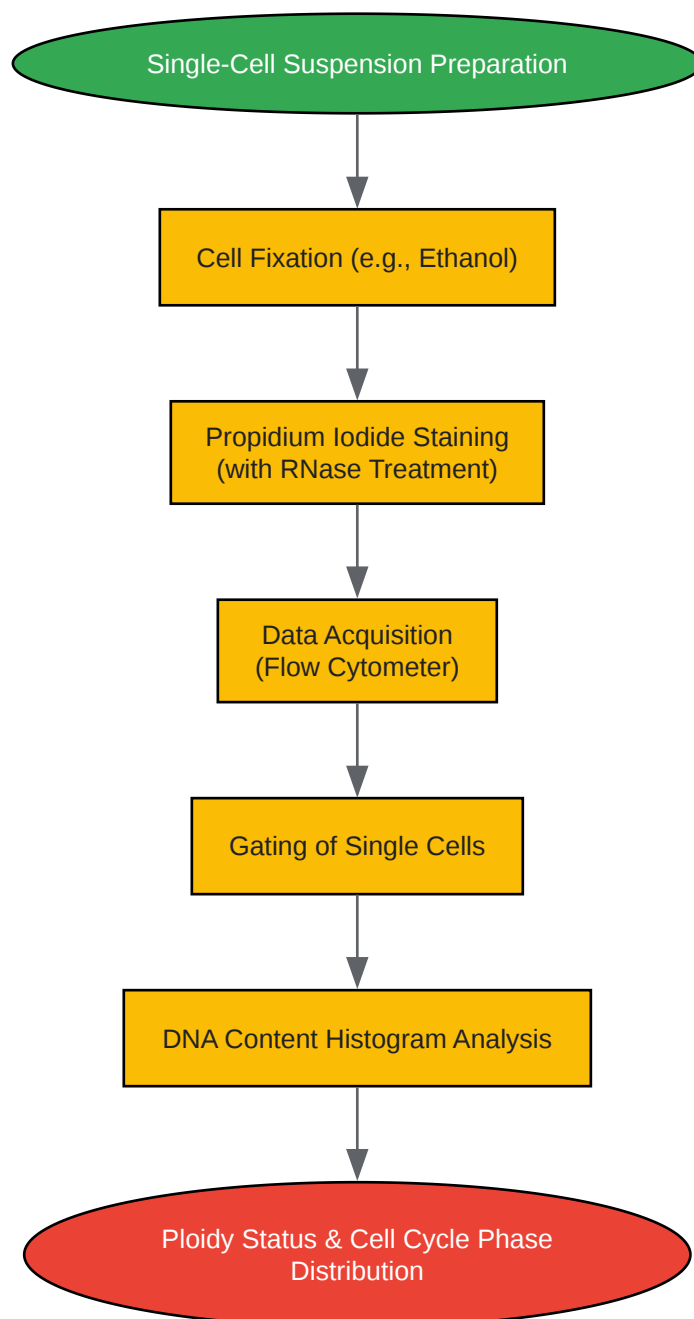 Single-Cell Suspension Preparation
Cell Fixation (e.g., Ethanol)
Propidium Iodide Staining
(with RNase Treatment)
Data Acquisition
(Flow Cytometer)
Gating of Single Cells
DNA Content Histogram Analysis
Ploidy Status & Cell Cycle Phase
Distribution